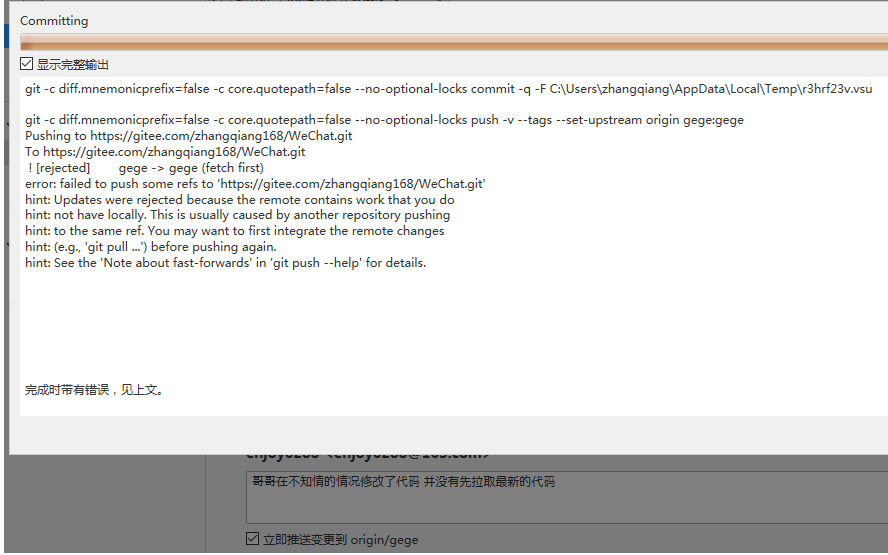 Committing
显示完整输出
git -c diff.mnemonicprefix=false -c core.quotepath=false --no-optional-locks commit -q -F C:\Users\zhangqiang\AppData\Local\Temp\r3hrf23v.vsu
git -c diff.mnemonicprefix=false -c core.quotepath=false --no-optional-locks push -v --tags --set-upstream origin gege:gege
Pushing to https://gitee.com/zhangqiang168/WeChat.git
To https://gitee.com/zhangqiang168/WeChat.git
! [rejected] gege -> gege (fetch first)
error: failed to push some refs to 'https://gitee.com/zhangqiang168/WeChat.git'
hint: Updates were rejected because the remote contains work that you do
hint: not have locally. This is usually caused by another repository pushing
hint: to the same ref. You may want to first integrate the remote changes
hint: (e.g., 'git pull ...') before pushing again.
hint: See the 'Note about fast-forwards' in 'git push --help' for details.
完成时带有错误，见上文。
哥哥在不知情的情况修改了代码 并没有先拉取最新的代码
立即推送变更到 origin/gege